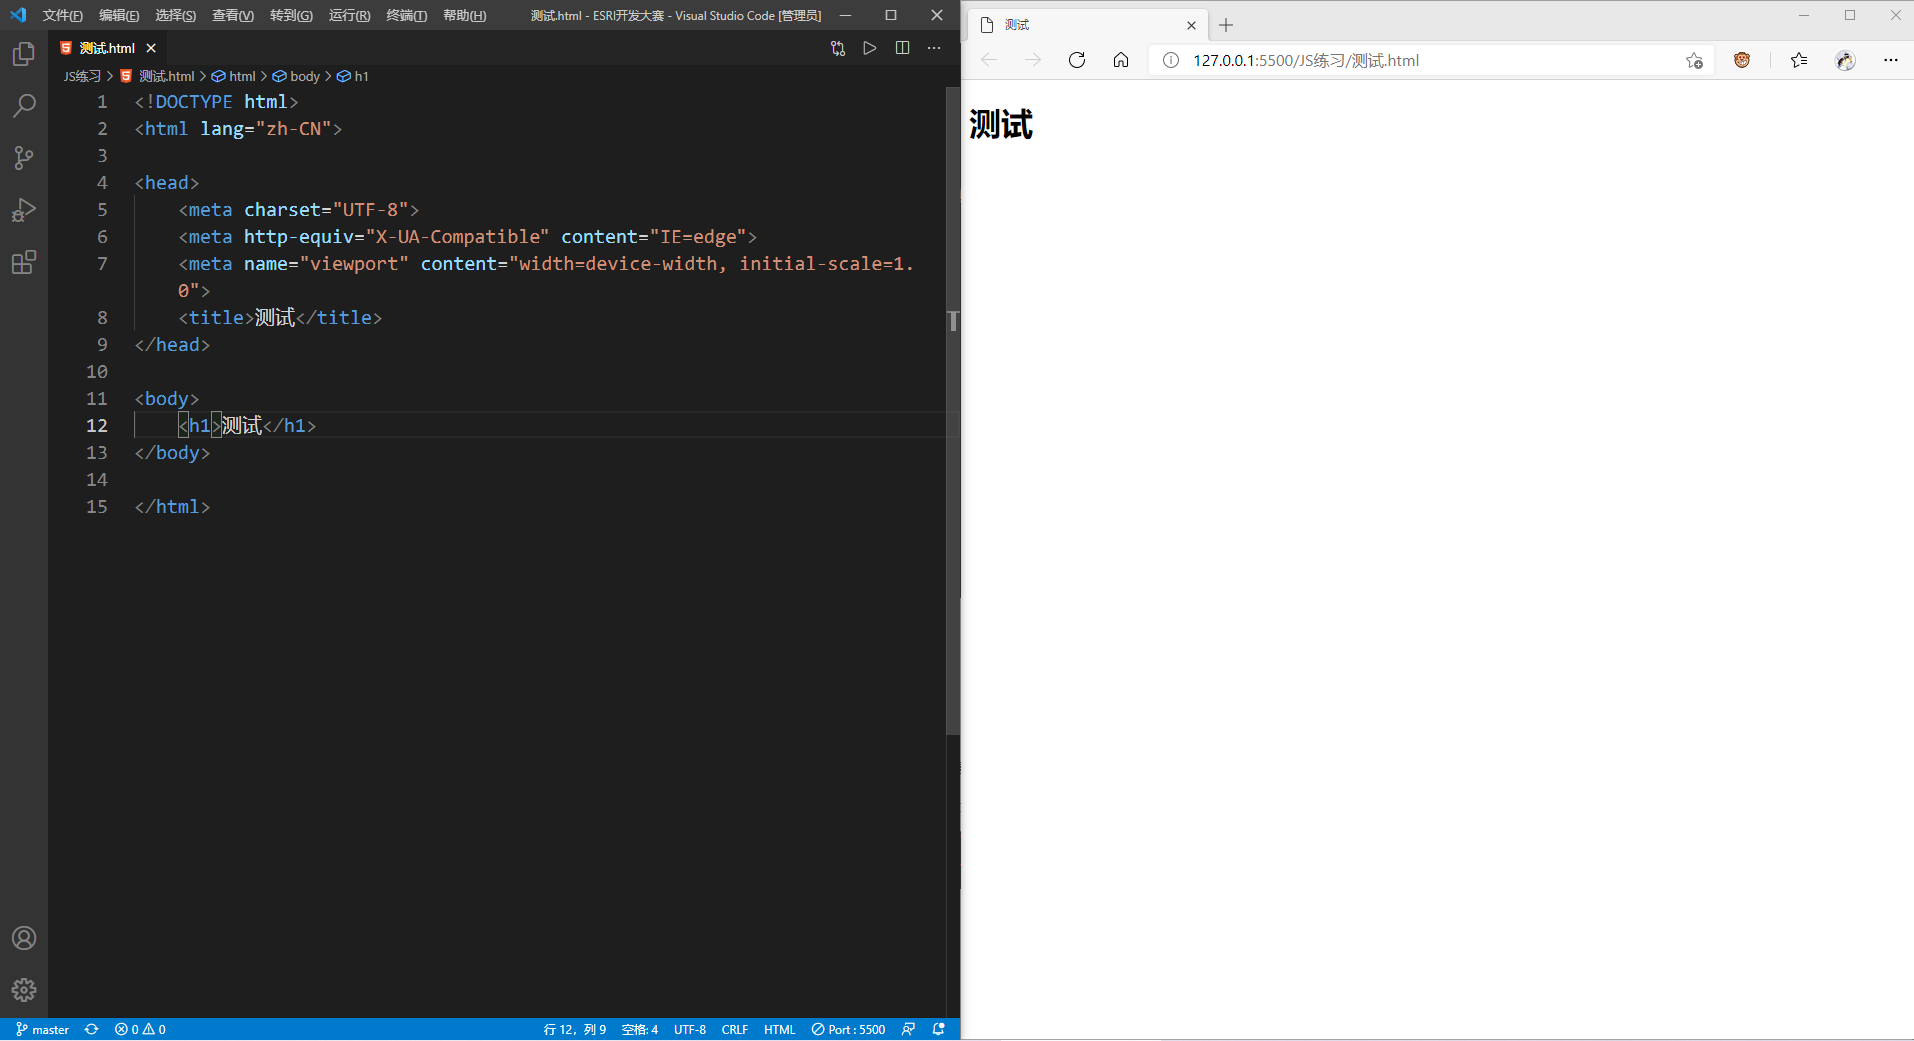 文件(F) 编辑(E) 选择(S) 查看(V) 转到(G) 运行(R) 终端(T) 帮助(H) 测试.html - ESRI开发大赛 - Visual Studio Code [管理员]
测试.html
JS练习 > 测试.html > html > body > h1
1 <!DOCTYPE html>
2 <html lang="zh-CN">
3
4 <head>
5 <meta charset="UTF-8">
6 <meta http-equiv="X-UA-Compatible" content="IE=edge">
7 <meta name="viewport" content="width=device-width, initial-scale=1.
0">
8 <title>测试</title>
9 </head>
10
11 <body>
12 <h1>测试</h1>
13 </body>
14
15 </html>
master 0 0 行 12，列 9 空格: 4 UTF-8 CRLF HTML Port : 5500
测试
127.0.0.1:5500/JS练习/测试.html
测试